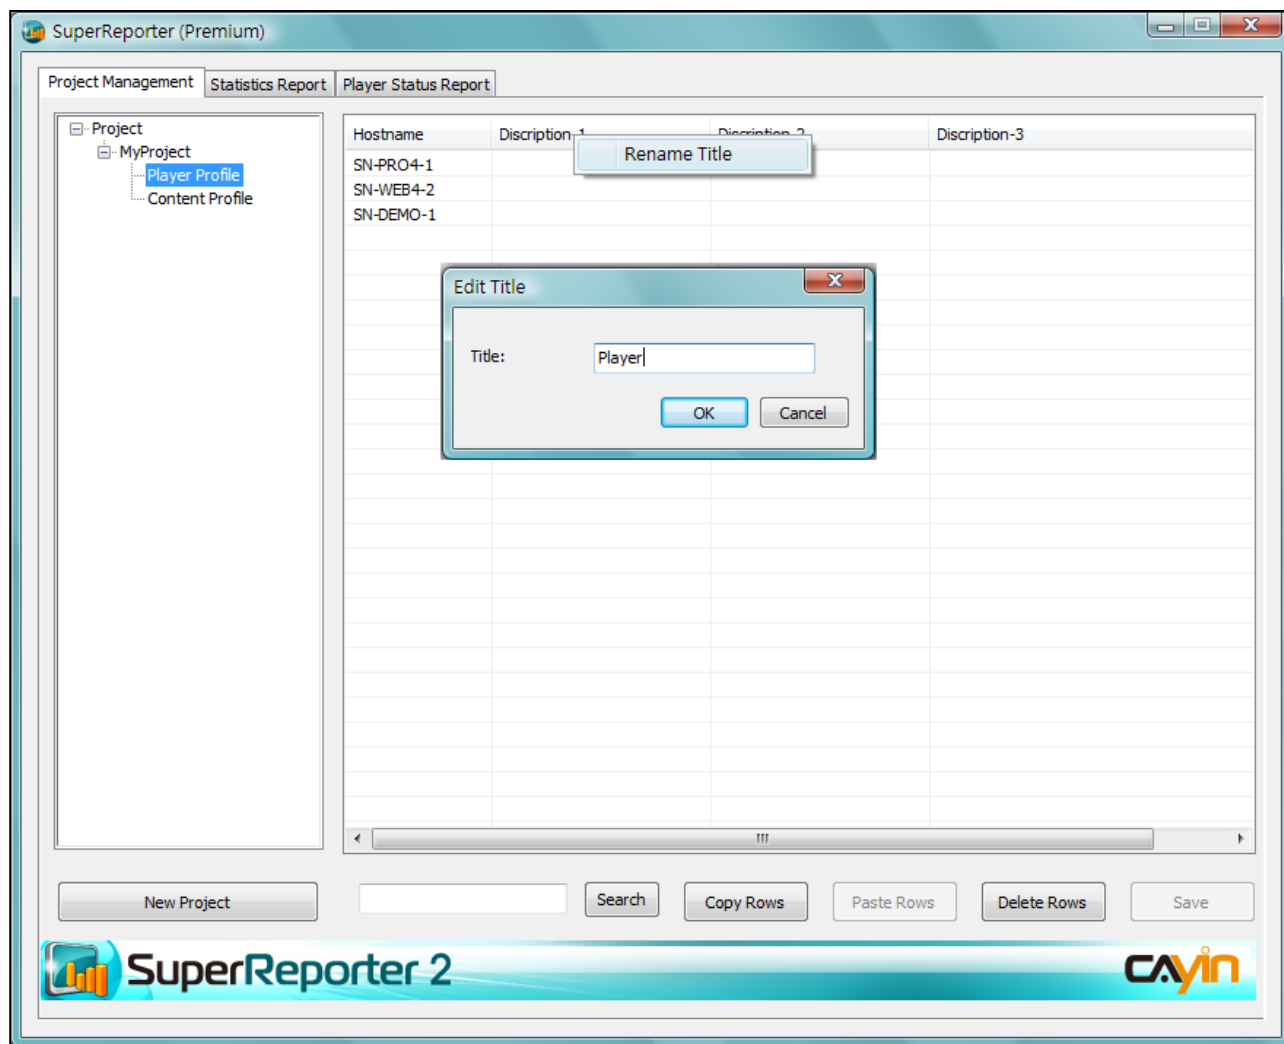 SuperReporter (Premium)
Project Management Statistics Report Player Status Report
Project
MyProject
Player Profile
Content Profile
Hostname Discription-1 Discription-2 Discription-3
Rename Title
SN-PRO4-1
SN-WEB4-2
SN-DEMO-1
Edit Title
Title: Player
OK Cancel
New Project Search Copy Rows Paste Rows Delete Rows Save
SuperReporter 2 CAYIN